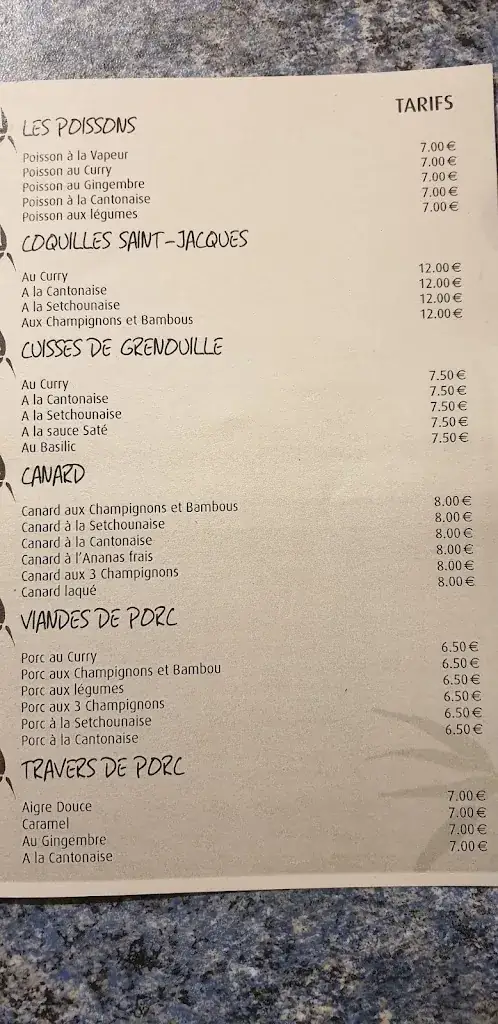 TARIFS
LES POISSONS
Poisson à la Vapeur 7.00 €
Poisson au Curry 7.00 €
Poisson au Gingembre 7.00 €
Poisson à la Cantonaise 7.00 €
Poisson aux légumes 7.00 €
COQUILLES SAINT-JACQUES
Au Curry 12.00 €
A la Cantonaise 12.00 €
A la Setchounaise 12.00 €
Aux Champignons et Bambous 12.00 €
CUISSES DE GRENOUILLE
Au Curry 7.50 €
A la Cantonaise 7.50 €
A la Setchounaise 7.50 €
A la sauce Saté 7.50 €
Au Basilic 7.50 €
CANARD
Canard aux Champignons et Bambous 8.00 €
Canard à la Setchounaise 8.00 €
Canard à la Cantonaise 8.00 €
Canard à l'Ananas frais 8.00 €
Canard aux 3 Champignons 8.00 €
Canard laqué 8.00 €
VIANDES DE PORC
Porc au Curry 6.50 €
Porc aux Champignons et Bambou 6.50 €
Porc aux légumes 6.50 €
Porc aux 3 Champignons 6.50 €
Porc à la Setchounaise 6.50 €
Porc à la Cantonaise 6.50 €
TRAVERS DE PORC
Aigre Douce 7.00 €
Caramel 7.00 €
Au Gingembre 7.00 €
A la Cantonaise 7.00 €